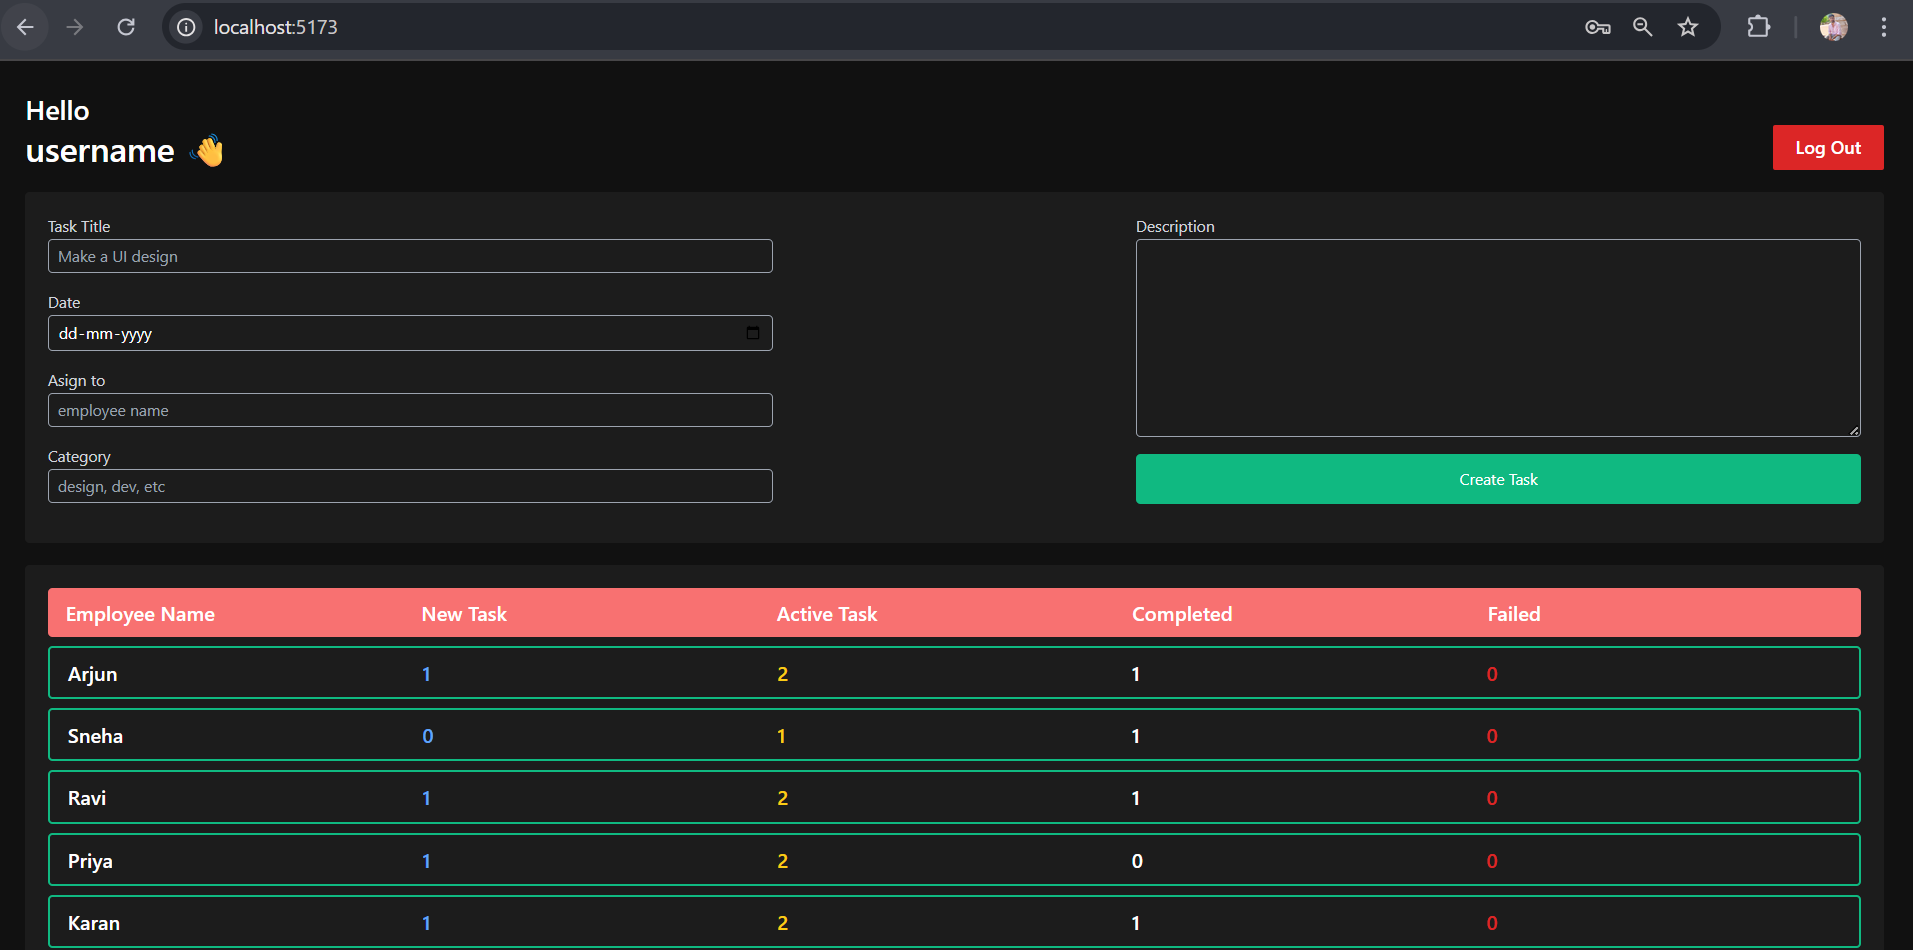 localhost:5173
Hello
username 👋
Log Out
Task Title
Make a UI design
Date
dd-mm-yyyy
Asign to
employee name
Category
design, dev, etc
Description
Create Task
Employee Name New Task Active Task Completed Failed
Arjun 1 2 1 0
Sneha 0 1 1 0
Ravi 1 2 1 0
Priya 1 2 0 0
Karan 1 2 1 0